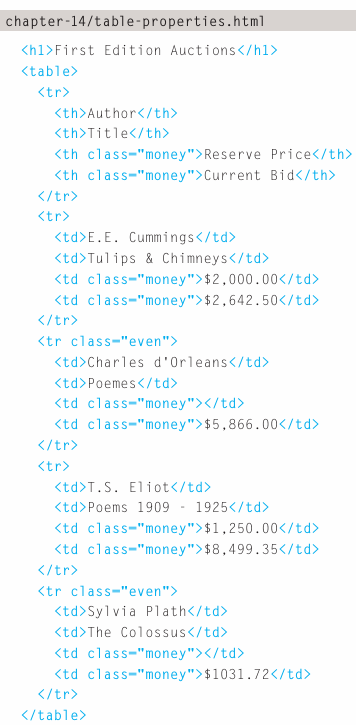 chapter-14/table-properties.html
<h1>First Edition Auctions</h1>
<table>
<tr>
<th>Author</th>
<th>Title</th>
<th class="money">Reserve Price</th>
<th class="money">Current Bid</th>
</tr>
<tr>
<td>E.E. Cummings</td>
<td>Tulips & Chimneys</td>
<td class="money">$2,000.00</td>
<td class="money">$2,642.50</td>
</tr>
<tr class="even">
<td>Charles d'Orleans</td>
<td>Poemes</td>
<td class="money"></td>
<td class="money">$5,866.00</td>
</tr>
<tr>
<td>T.S. Eliot</td>
<td>Poems 1909 - 1925</td>
<td class="money">$1,250.00</td>
<td class="money">$8,499.35</td>
</tr>
<tr class="even">
<td>Sylvia Plath</td>
<td>The Colossus</td>
<td class="money"></td>
<td class="money">$1031.72</td>
</tr>
</table>